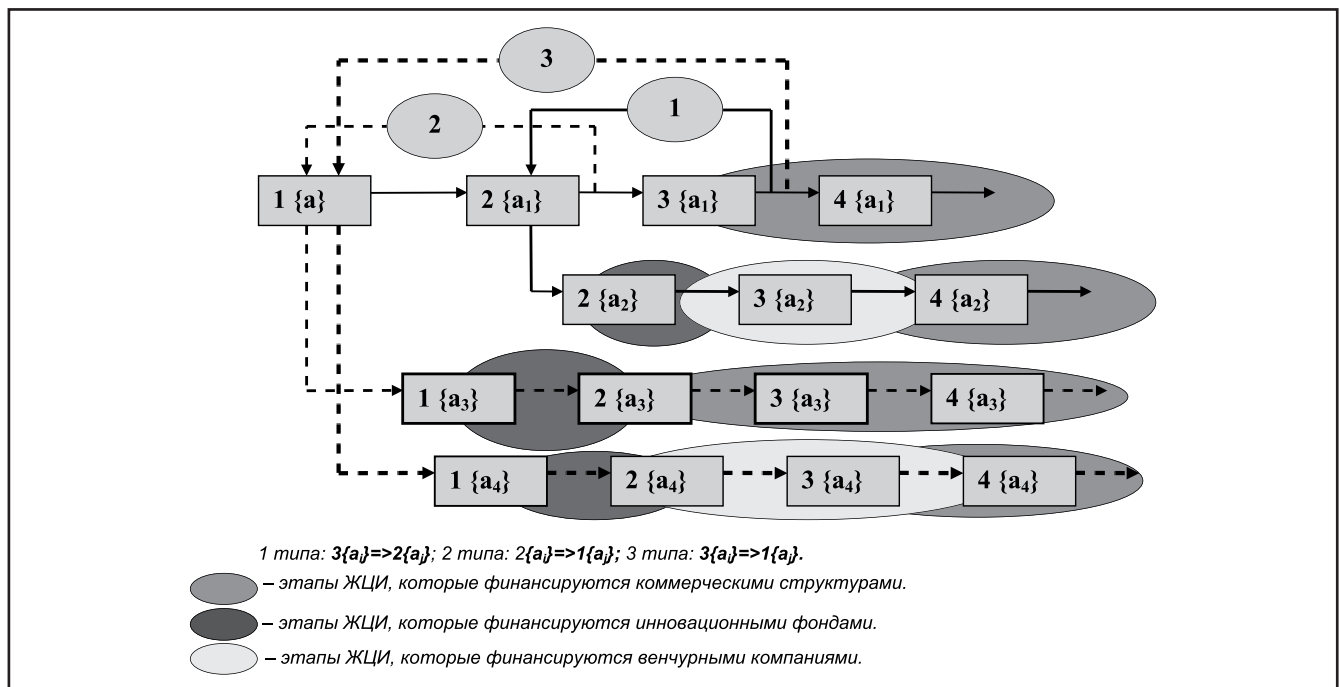 3
1
2
1 {a}
2 {a₁}
3 {a₁}
4 {a₁}
2 {a₂}
3 {a₂}
4 {a₂}
1 {a₃}
2 {a₃}
3 {a₃}
4 {a₃}
1 {a₄}
2 {a₄}
3 {a₄}
4 {a₄}
1 типа: 3{aᵢ}=>2{aⱼ}; 2 типа: 2{aᵢ}=>1{aⱼ}; 3 типа: 3{aᵢ}=>1{aⱼ}.
– этапы ЖЦИ, которые финансируются коммерческими структурами.
– этапы ЖЦИ, которые финансируются инновационными фондами.
– этапы ЖЦИ, которые финансируются венчурными компаниями.